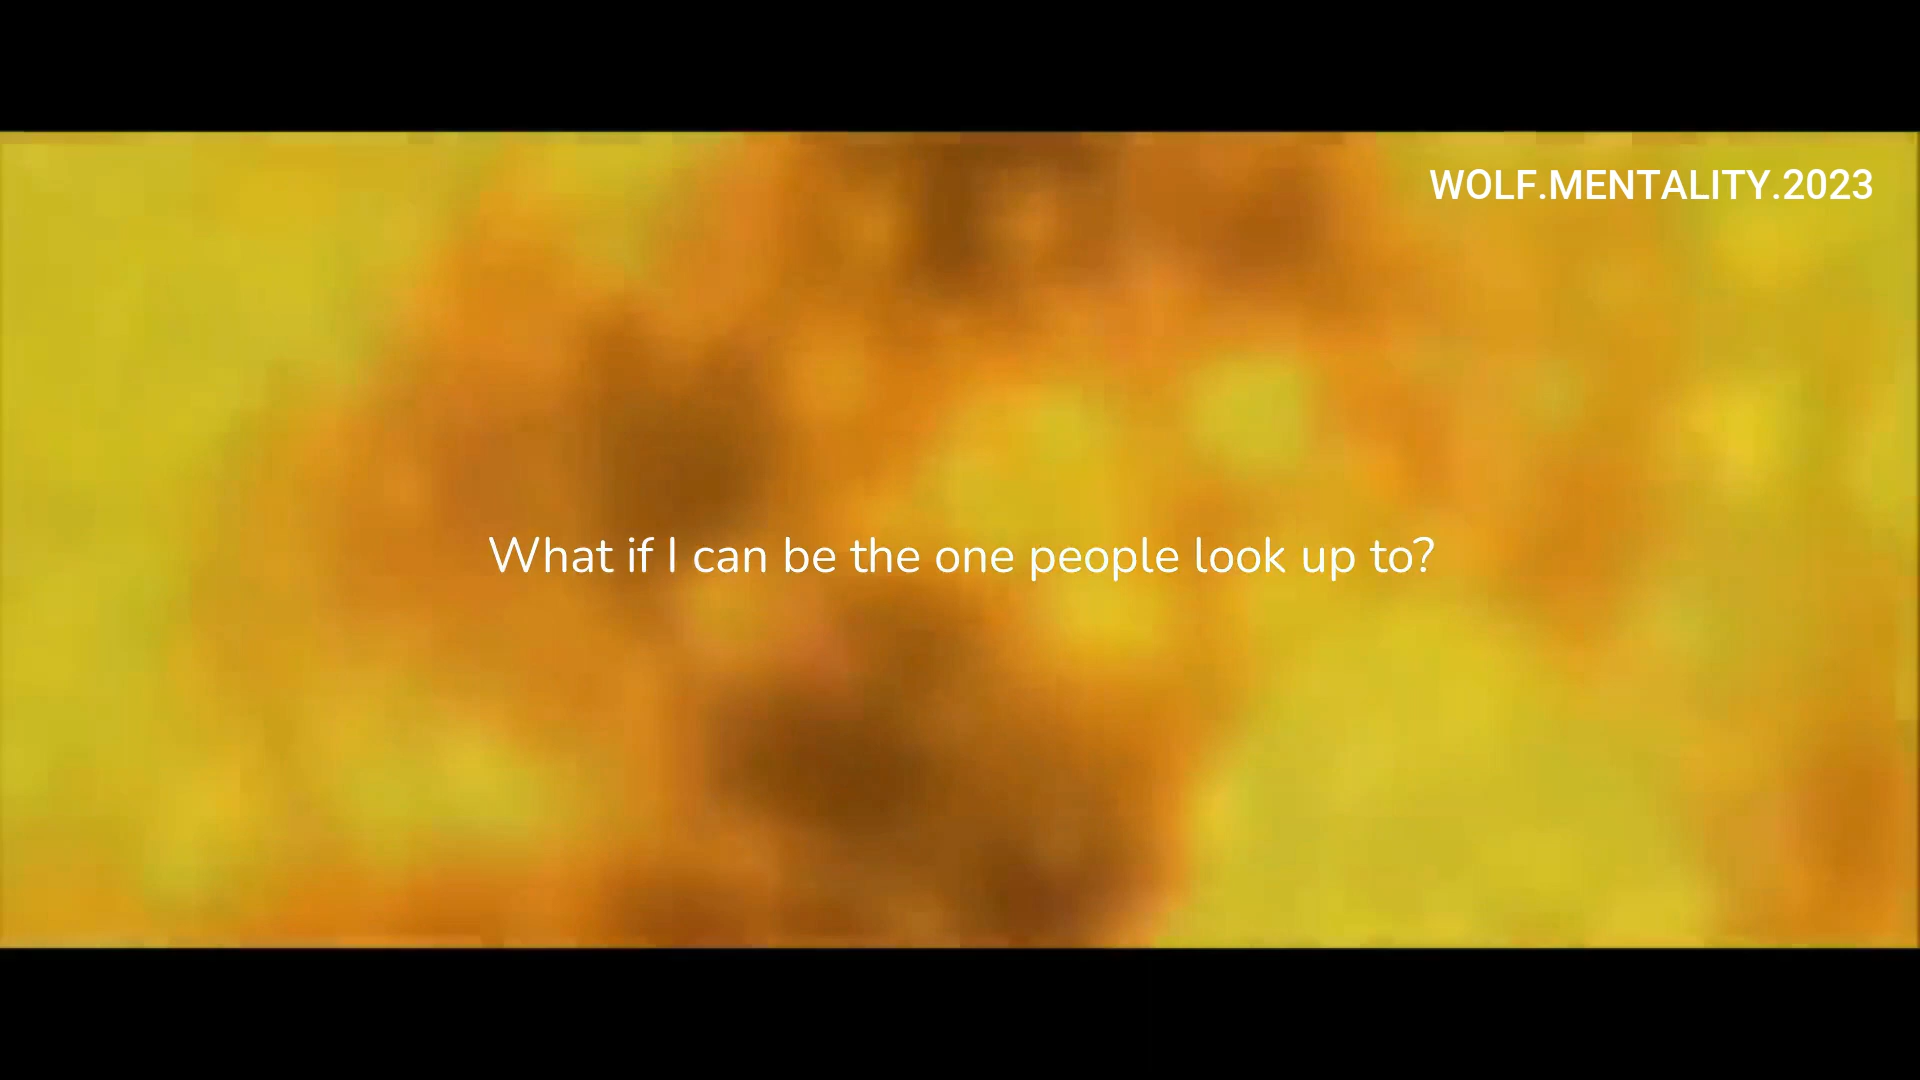 WOLF.MENTALITY.2023
What if I can be the one people look up to?